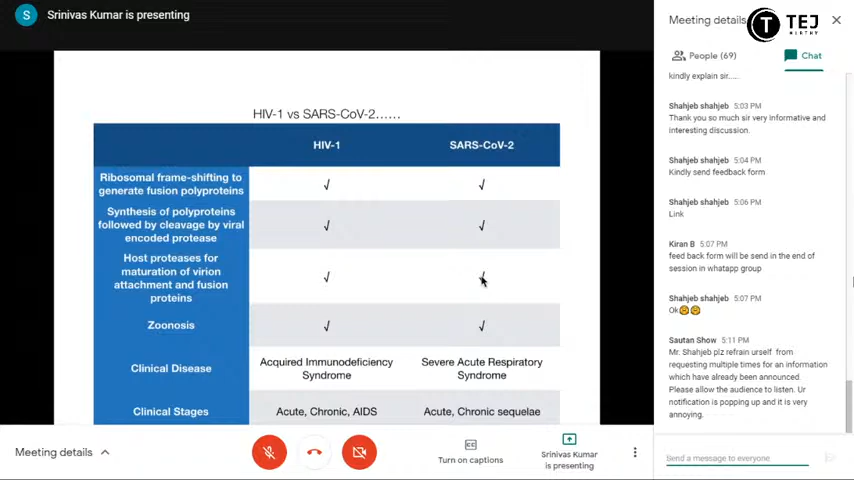 S
Srinivas Kumar is presenting
HIV-1 vs SARS-CoV-2......
HIV-1
SARS-CoV-2
Ribosomal frame-shifting to
generate fusion polyproteins
√
√
Synthesis of polyproteins
followed by cleavage by viral
encoded protease
√
√
Host proteases for
maturation of virion
attachment and fusion
proteins
√
√
Zoonosis
√
√
Clinical Disease
Acquired Immunodeficiency
Syndrome
Severe Acute Respiratory
Syndrome
Clinical Stages
Acute, Chronic, AIDS
Acute, Chronic sequelae
Meeting details
CC
Turn on captions
Srinivas Kumar
is presenting
Meeting details
T TEJ
People (69)
Chat
kindly explain sir.....
Shahjeb shahjeb 5:03 PM
Thank you so much sir very informative and
interesting discussion.
Shahjeb shahjeb 5:04 PM
Kindly send feedback form
Shahjeb shahjeb 5:06 PM
Link
Kiran B 5:07 PM
feed back form will be send in the end of
session in whatapp group
Shahjeb shahjeb 5:07 PM
Ok🙁🙁
Sautan Show 5:11 PM
Mr. Shahjeb plz refrain urself from
requesting multiple times for an information
which have already been announced.
Please allow the audience to listen. Ur
notification is popping up and it is very
annoying.
Send a message to everyone